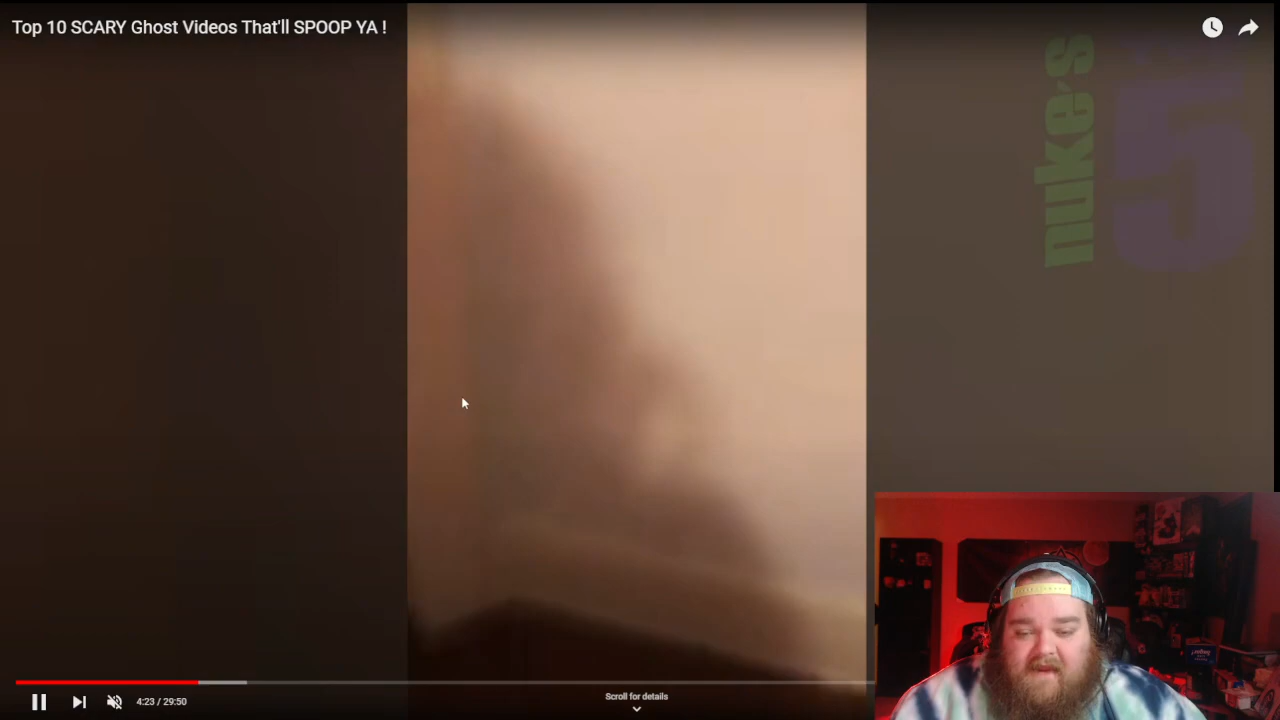 Top 10 SCARY Ghost Videos That'll SPOOP YA !
nuke's
5
4:23 / 29:50
Scroll for details